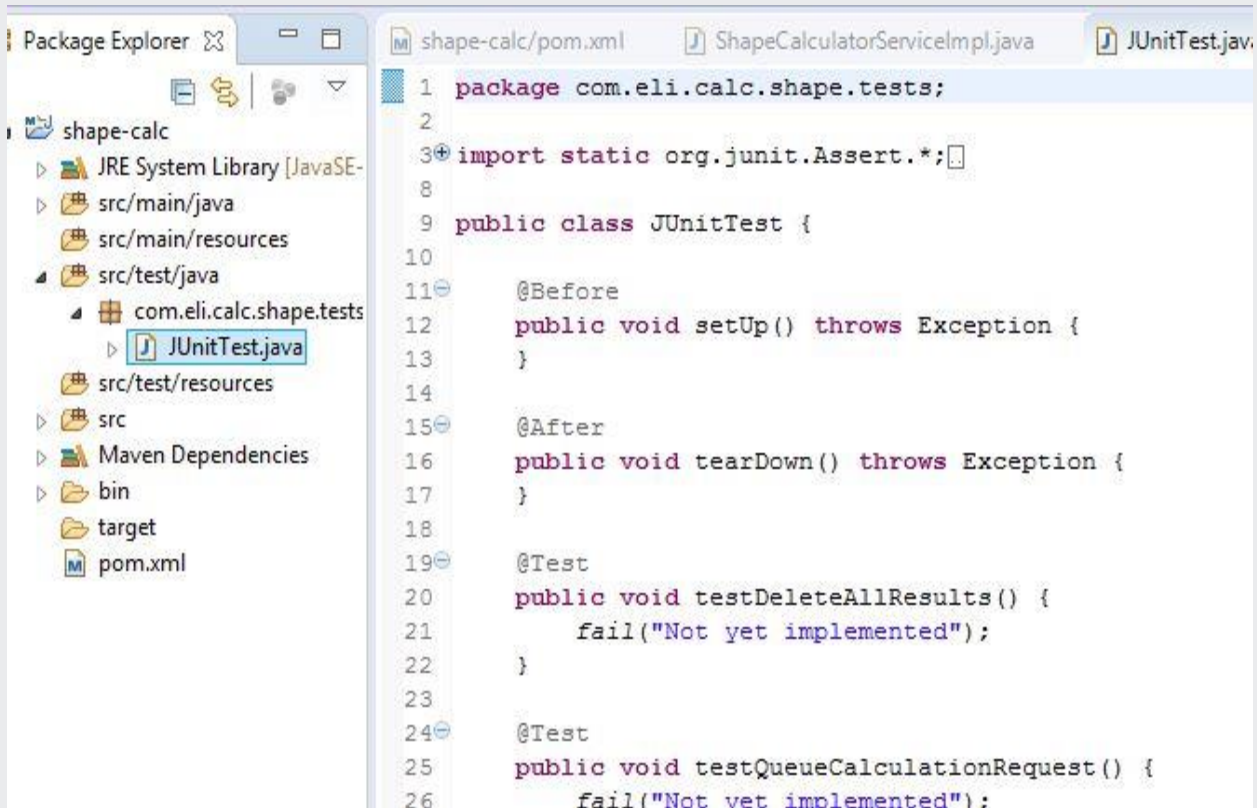 Package Explorer
shape-calc
JRE System Library [JavaSE-
src/main/java
src/main/resources
src/test/java
com.eli.calc.shape.tests
JUnitTest.java
src/test/resources
src
Maven Dependencies
bin
target
pom.xml
shape-calc/pom.xml ShapeCalculatorServiceImpl.java JUnitTest.java
1 package com.eli.calc.shape.tests;
2
3 import static org.junit.Assert.*;
8
9 public class JUnitTest {
10
11 @Before
12 public void setUp() throws Exception {
13 }
14
15 @After
16 public void tearDown() throws Exception {
17 }
18
19 @Test
20 public void testDeleteAllResults() {
21 fail("Not yet implemented");
22 }
23
24 @Test
25 public void testQueueCalculationRequest() {
26 fail("Not yet implemented");